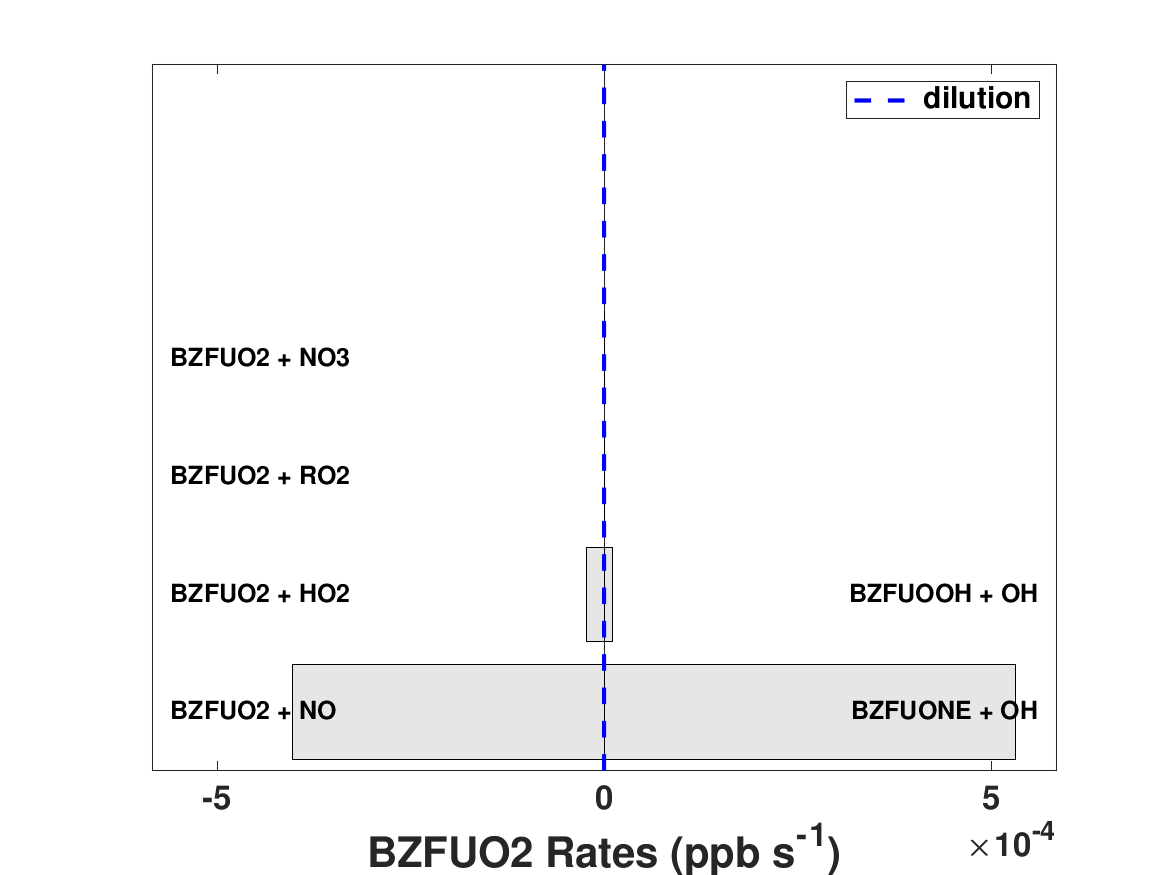 dilution
BZFUO2 + NO3
BZFUO2 + RO2
BZFUO2 + HO2
BZFUOOH + OH
BZFUO2 + NO
BZFUONE + OH
-5 0 5
×10-4
BZFUO2 Rates (ppb s-1)